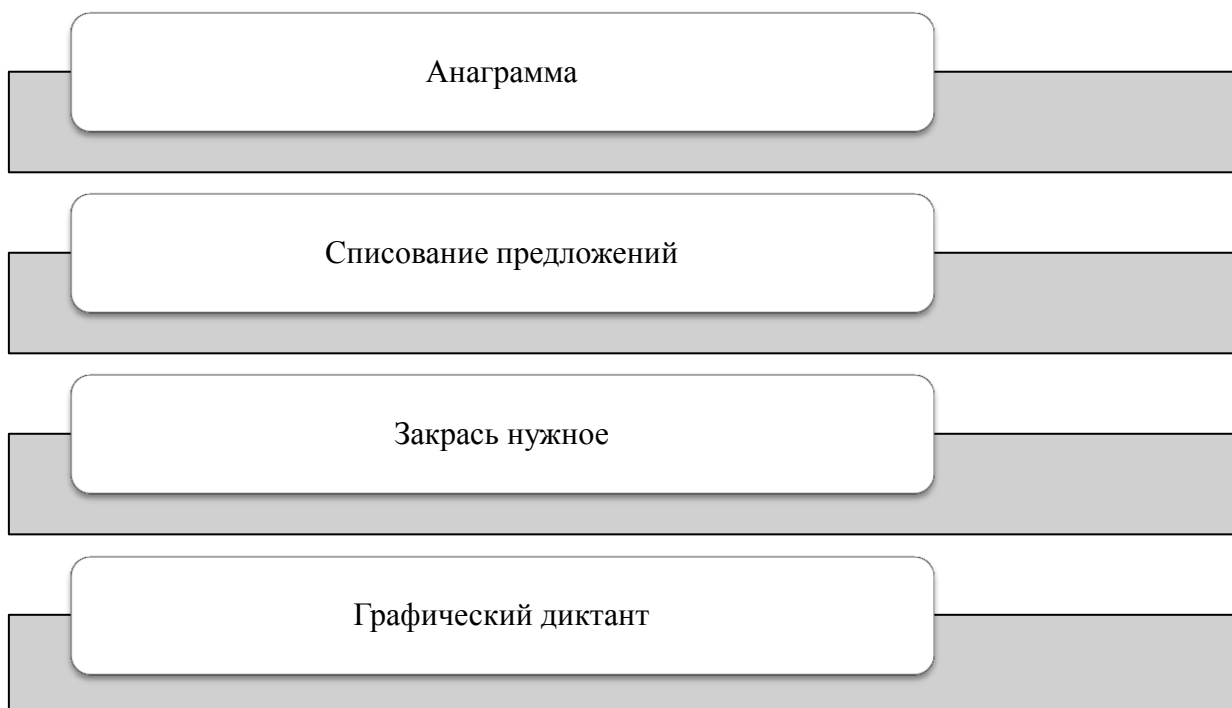 Анаграмма
Списование предложений
Закрась нужное
Графический диктант